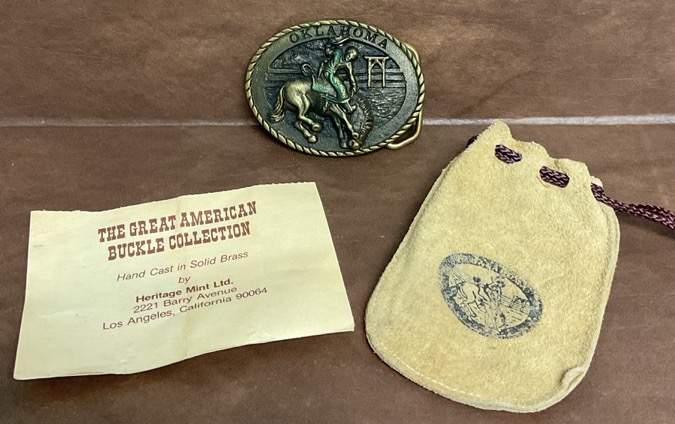 OKLAHOMA
THE GREAT AMERICAN
BUCKLE COLLECTION
Hand Cast in Solid Brass
by
Heritage Mint Ltd.
2221 Barry Avenue
Los Angeles, California 90064